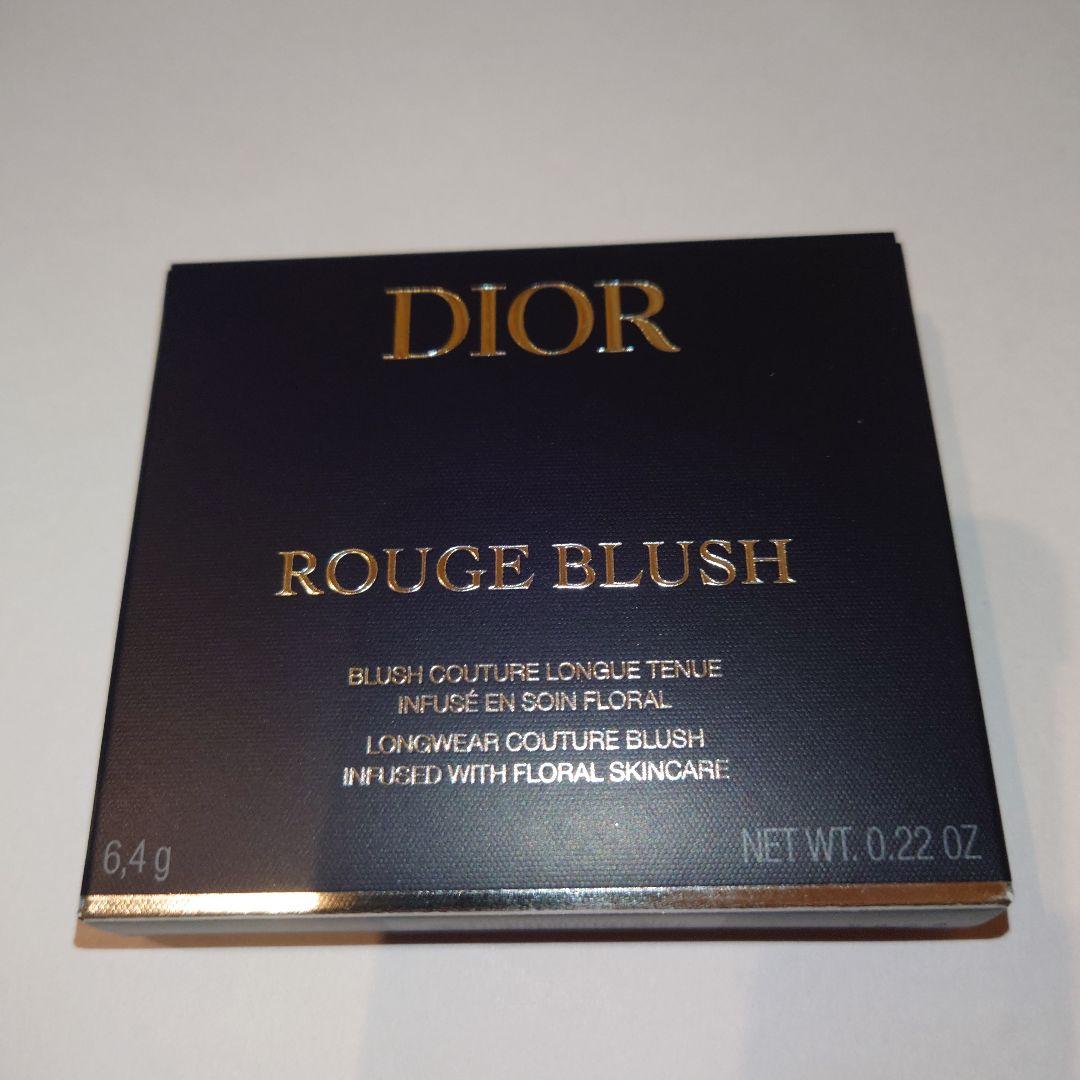 DIOR
ROUGE BLUSH
BLUSH COUTURE LONGUE TENUE
INFUSÉ EN SOIN FLORAL
LONGWEAR COUTURE BLUSH
INFUSED WITH FLORAL SKINCARE
6,4 g
NET WT. 0.22 OZ